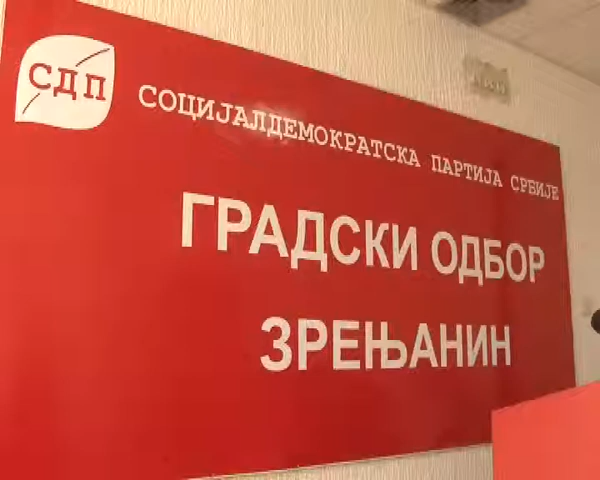 СДП
СОЦИЈАЛДЕМОКРАТСКА ПАРТИЈА СРБИЈЕ
ГРАДСКИ ОДБОР
ЗРЕЊАНИН